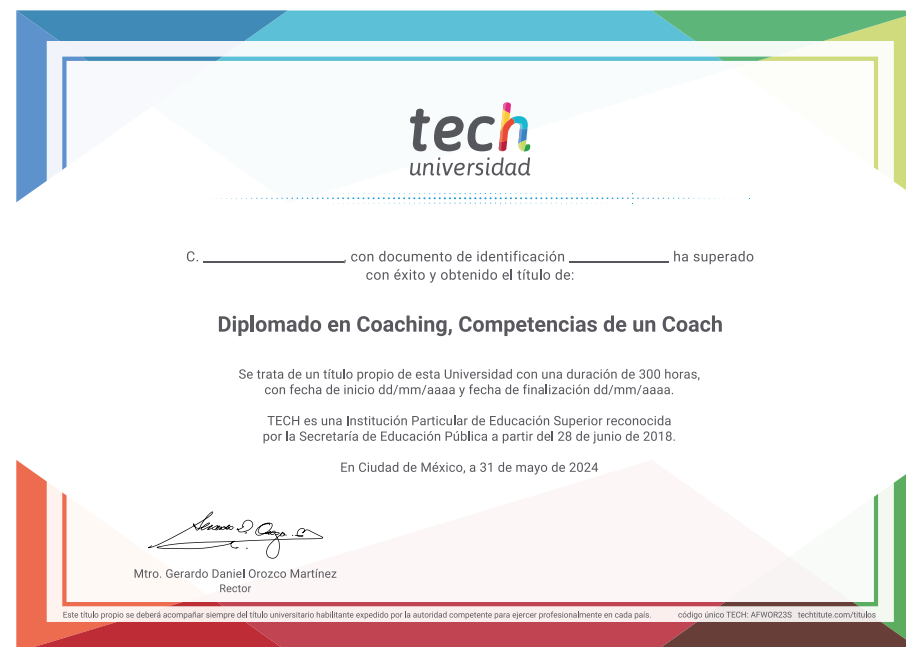 tech
universidad
C. ____________, con documento de identificación __________ ha superado
con éxito y obtenido el título de:
Diplomado en Coaching, Competencias de un Coach
Se trata de un título propio de esta Universidad con una duración de 300 horas,
con fecha de inicio dd/mm/aaaa y fecha de finalización dd/mm/aaaa.
TECH es una Institución Particular de Educación Superior reconocida
por la Secretaría de Educación Pública a partir del 28 de junio de 2018.
En Ciudad de México, a 31 de mayo de 2024
Mtro. Gerardo Daniel Orozco Martínez
Rector
Este título propio se deberá acompañar siempre del título universitario habilitante expedido por la autoridad competente para ejercer profesionalmente en cada país. código único TECH: AFWOR23S techtitute.com/titulos